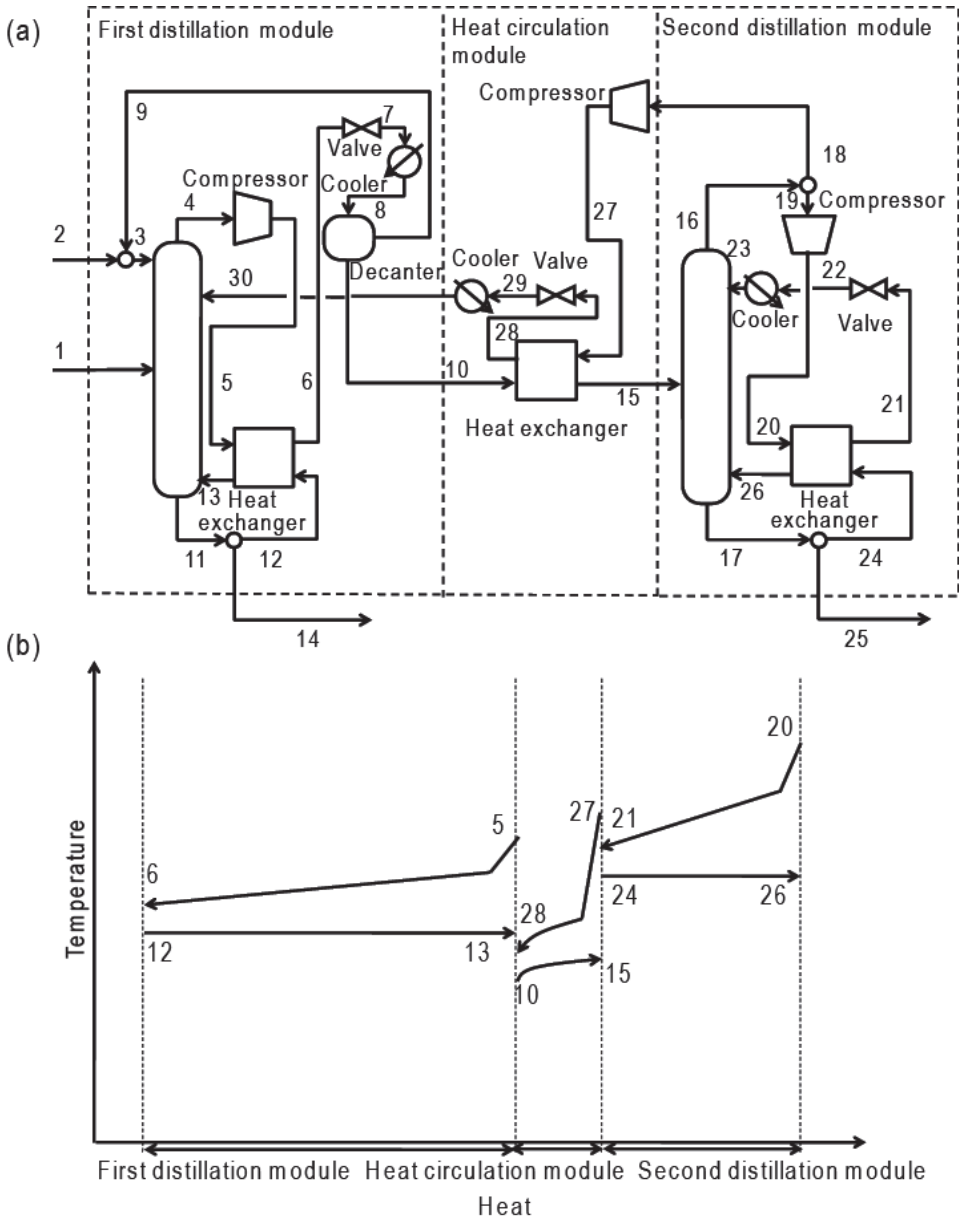 (a)
First distillation module
Heat circulation
module
Second distillation module
Compressor
9
7
Valve
Compressor
4
Cooler
8
18
19
Compressor
2
3
16
27
Decanter
Cooler
Valve
30
29
23
22
Cooler
Valve
28
1
5
6
10
15
21
Heat exchanger
20
13
Heat
exchanger
26
Heat
exchanger
11
12
17
24
14
25
(b)
Temperature
20
5
27
21
6
28
24
26
12
13
15
10
First distillation module
Heat circulation module
Second distillation module
Heat